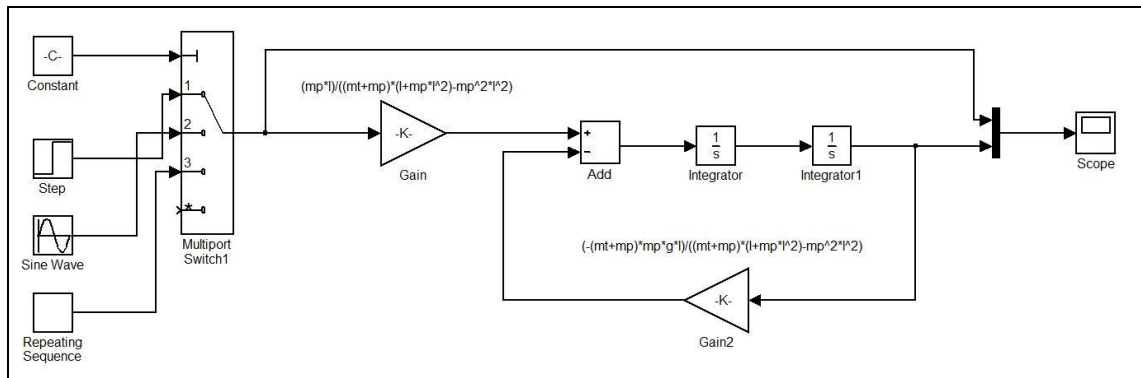 -C-
Constant
Step
Sine Wave
Repeating
Sequence
1
2
3
*
Multiport
Switch1
(mp*l)/((mt+mp)*(I+mp*l^2)-mp^2*l^2)
-K-
Gain
+
−
Add
1
s
Integrator
1
s
Integrator1
Scope
(-(mt+mp)*mp*g*l)/((mt+mp)*(I+mp*l^2)-mp^2*l^2)
-K-
Gain2